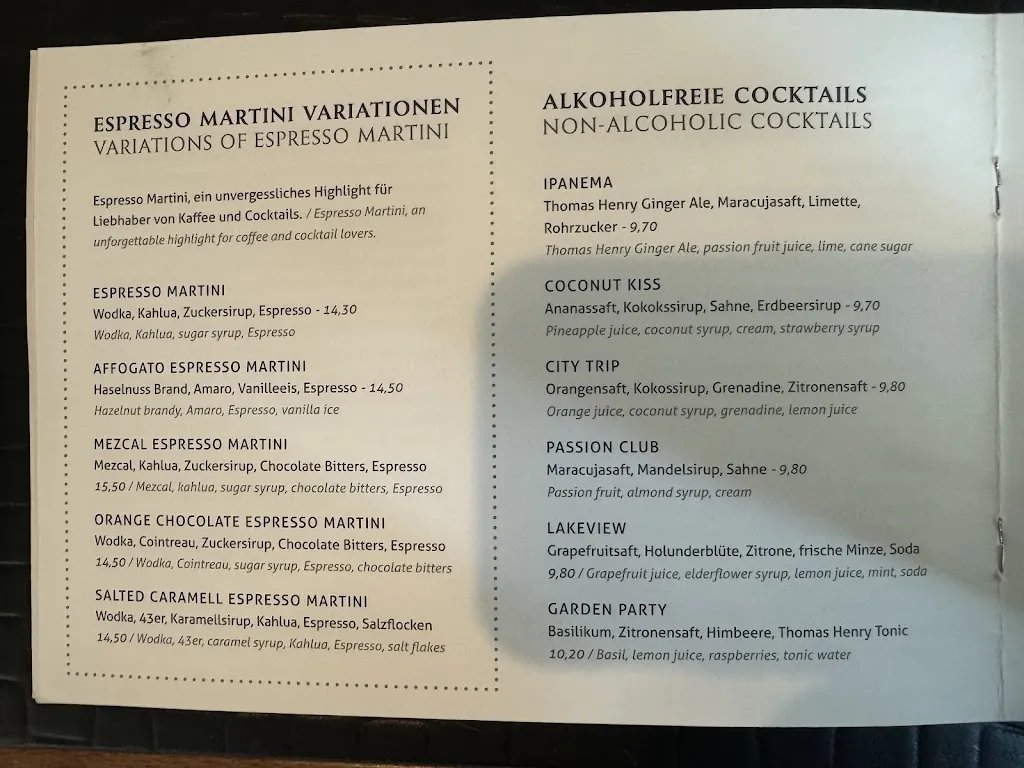 ESPRESSO MARTINI VARIATIONEN
VARIATIONS OF ESPRESSO MARTINI
Espresso Martini, ein unvergessliches Highlight für
Liebhaber von Kaffee und Cocktails. / Espresso Martini, an
unforgettable highlight for coffee and cocktail lovers.
ESPRESSO MARTINI
Wodka, Kahlua, Zuckersirup, Espresso - 14,30
Wodka, Kahlua, sugar syrup, Espresso
AFFOGATO ESPRESSO MARTINI
Haselnuss Brand, Amaro, Vanilleeis, Espresso - 14,50
Hazelnut brandy, Amaro, Espresso, vanilla ice
MEZCAL ESPRESSO MARTINI
Mezcal, Kahlua, Zuckersirup, Chocolate Bitters, Espresso
15,50 / Mezcal, kahlua, sugar syrup, chocolate bitters, Espresso
ORANGE CHOCOLATE ESPRESSO MARTINI
Wodka, Cointreau, Zuckersirup, Chocolate Bitters, Espresso
14,50 / Wodka, Cointreau, sugar syrup, Espresso, chocolate bitters
SALTED CARAMELL ESPRESSO MARTINI
Wodka, 43er, Karamellsirup, Kahlua, Espresso, Salzflocken
14,50 / Wodka, 43er, caramel syrup, Kahlua, Espresso, salt flakes
ALKOHOLFREIE COCKTAILS
NON-ALCOHOLIC COCKTAILS
IPANEMA
Thomas Henry Ginger Ale, Maracujasaft, Limette,
Rohrzucker - 9,70
Thomas Henry Ginger Ale, passion fruit juice, lime, cane sugar
COCONUT KISS
Ananassaft, Kokokssirup, Sahne, Erdbeersirup - 9,70
Pineapple juice, coconut syrup, cream, strawberry syrup
CITY TRIP
Orangensaft, Kokossirup, Grenadine, Zitronensaft - 9,80
Orange juice, coconut syrup, grenadine, lemon juice
PASSION CLUB
Maracujasaft, Mandelsirup, Sahne - 9,80
Passion fruit, almond syrup, cream
LAKEVIEW
Grapefruitsaft, Holunderblüte, Zitrone, frische Minze, Soda
9,80 / Grapefruit juice, elderflower syrup, lemon juice, mint, soda
GARDEN PARTY
Basilikum, Zitronensaft, Himbeere, Thomas Henry Tonic
10,20 / Basil, lemon juice, raspberries, tonic water